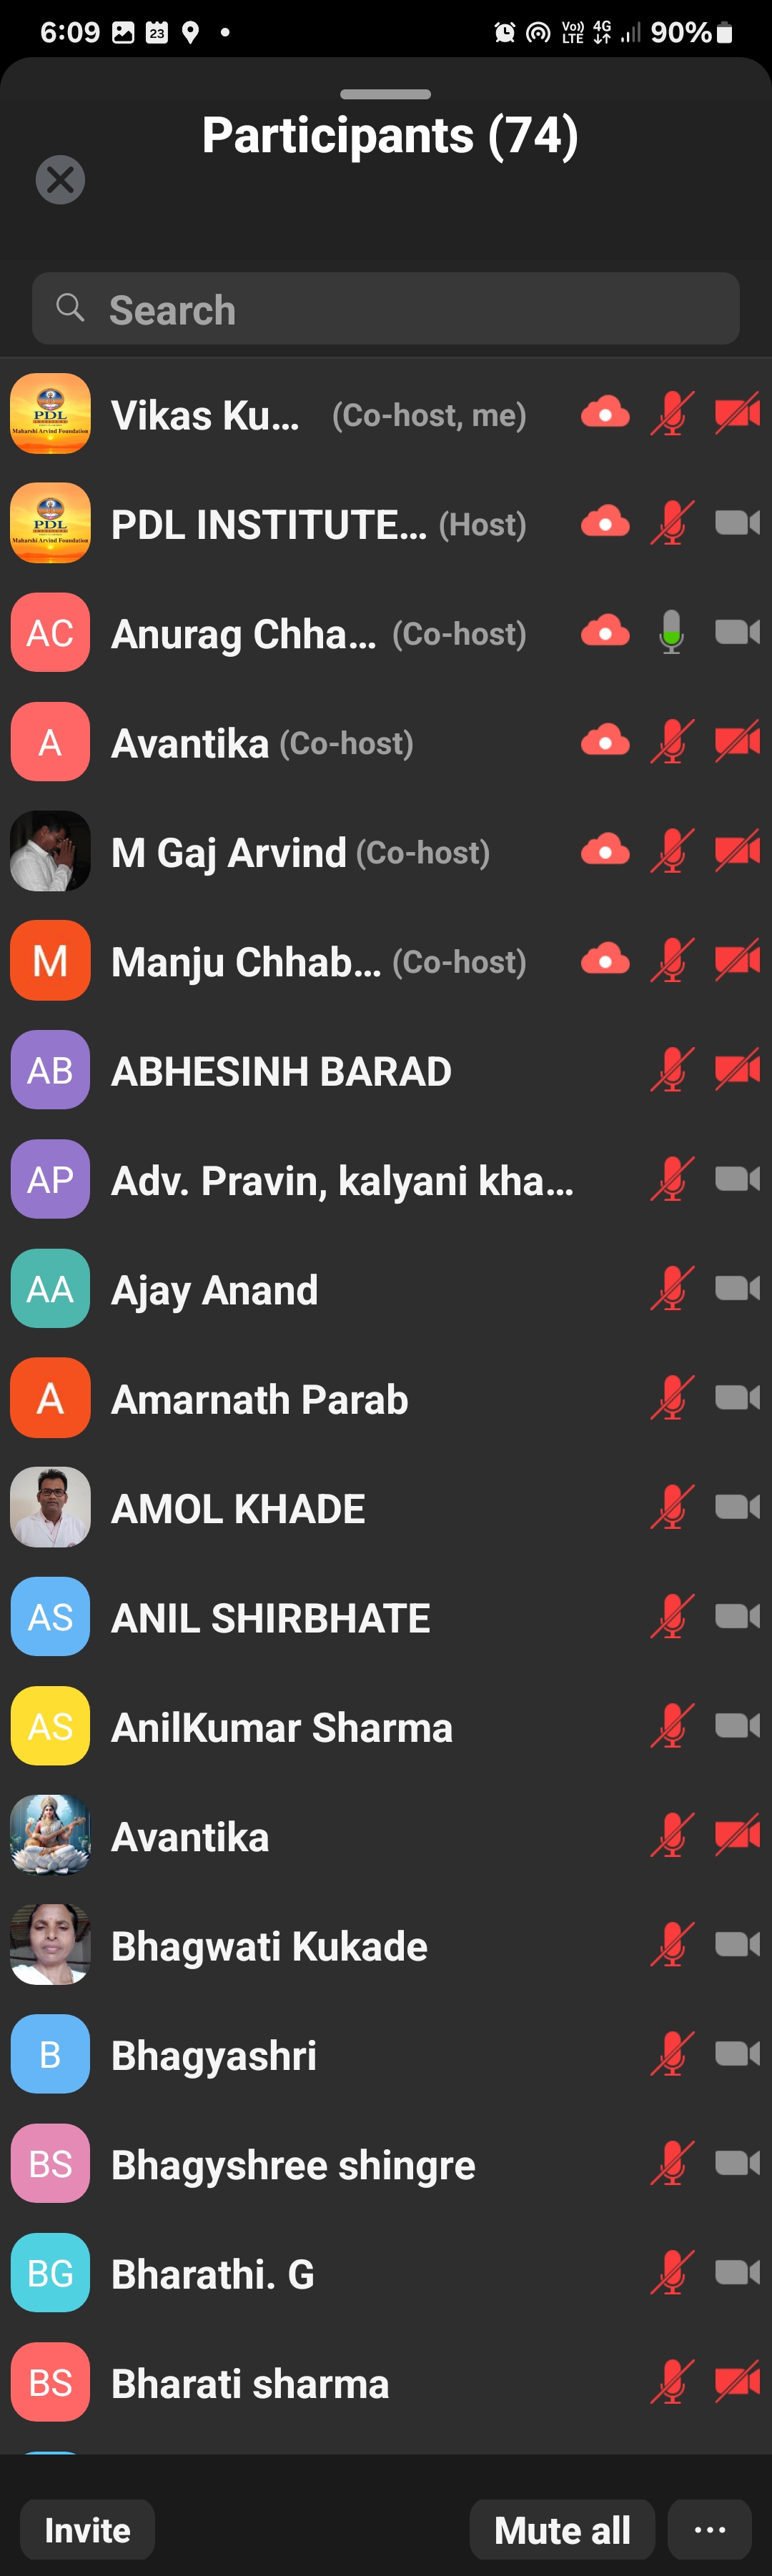 6:09 23 Vo)) LTE 4G 90%
Participants (74)
Search
PDL
Maharshi Arvind Foundation
Vikas Ku... (Co-host, me)
PDL
Maharshi Arvind Foundation
PDL INSTITUTE... (Host)
AC Anurag Chha... (Co-host)
A Avantika (Co-host)
M Gaj Arvind (Co-host)
M Manju Chhab... (Co-host)
AB ABHESINH BARAD
AP Adv. Pravin, kalyani kha...
AA Ajay Anand
A Amarnath Parab
AMOL KHADE
AS ANIL SHIRBHATE
AS AnilKumar Sharma
Avantika
Bhagwati Kukade
B Bhagyashri
BS Bhagyshree shingre
BG Bharathi. G
BS Bharati sharma
Invite Mute all ...